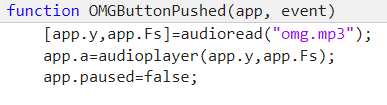 function OMGButtonPushed(app, event)
[app.y,app.Fs]=audioread("omg.mp3");
app.a=audioplayer(app.y,app.Fs);
app.paused=false;